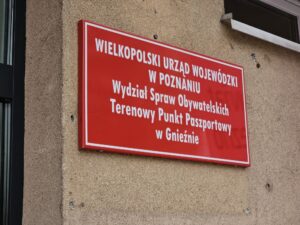 WIELKOPOLSKI URZĄD WOJEWÓDZKI
W POZNANIU
Wydział Spraw Obywatelskich
Terenowy Punkt Paszportowy
w Gnieźnie